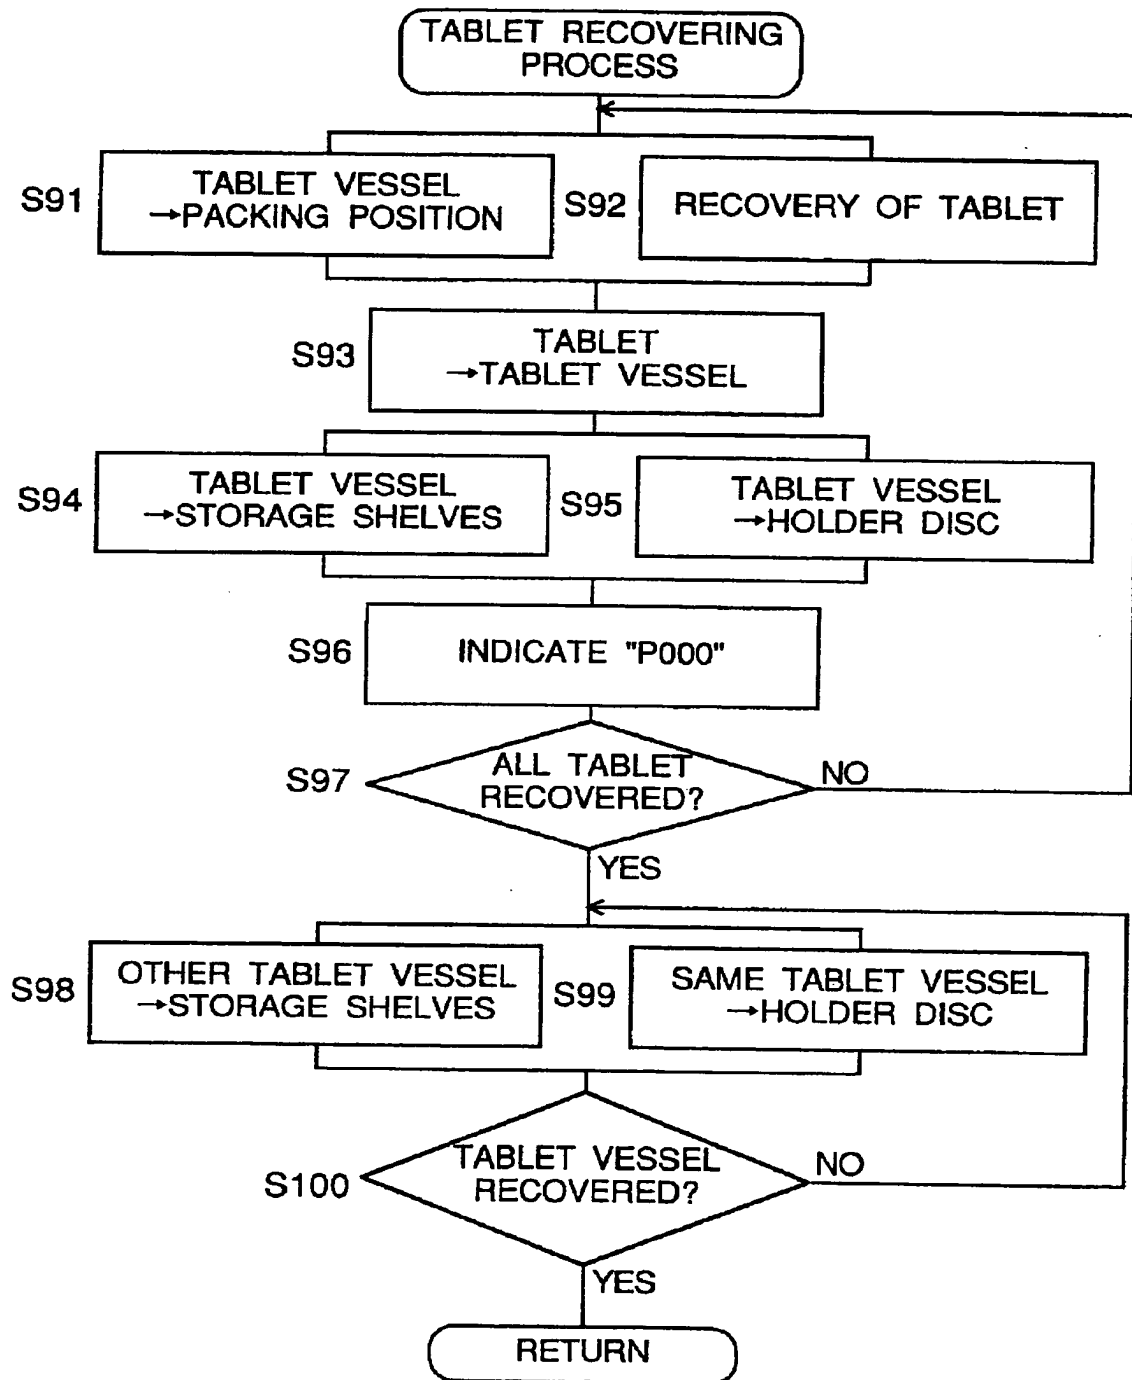 TABLET RECOVERING
PROCESS
S91
TABLET VESSEL
→PACKING POSITION
S92
RECOVERY OF TABLET
S93
TABLET
→TABLET VESSEL
S94
TABLET VESSEL
→STORAGE SHELVES
S95
TABLET VESSEL
→HOLDER DISC
S96
INDICATE "P000"
S97
ALL TABLET
RECOVERED?
NO
YES
S98
OTHER TABLET VESSEL
→STORAGE SHELVES
S99
SAME TABLET VESSEL
→HOLDER DISC
S100
TABLET VESSEL
RECOVERED?
NO
YES
RETURN